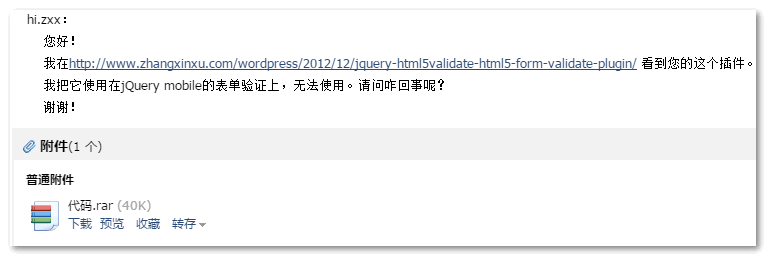 hi.zxx：
您好！
我在http://www.zhangxinxu.com/wordpress/2012/12/jquery-html5validate-html5-form-validate-plugin/ 看到您的这个插件。
我把它使用在jQuery mobile的表单验证上，无法使用。请问咋回事呢？
谢谢！
附件(1 个)
普通附件
代码.rar (40K)
下载 预览 收藏 转存